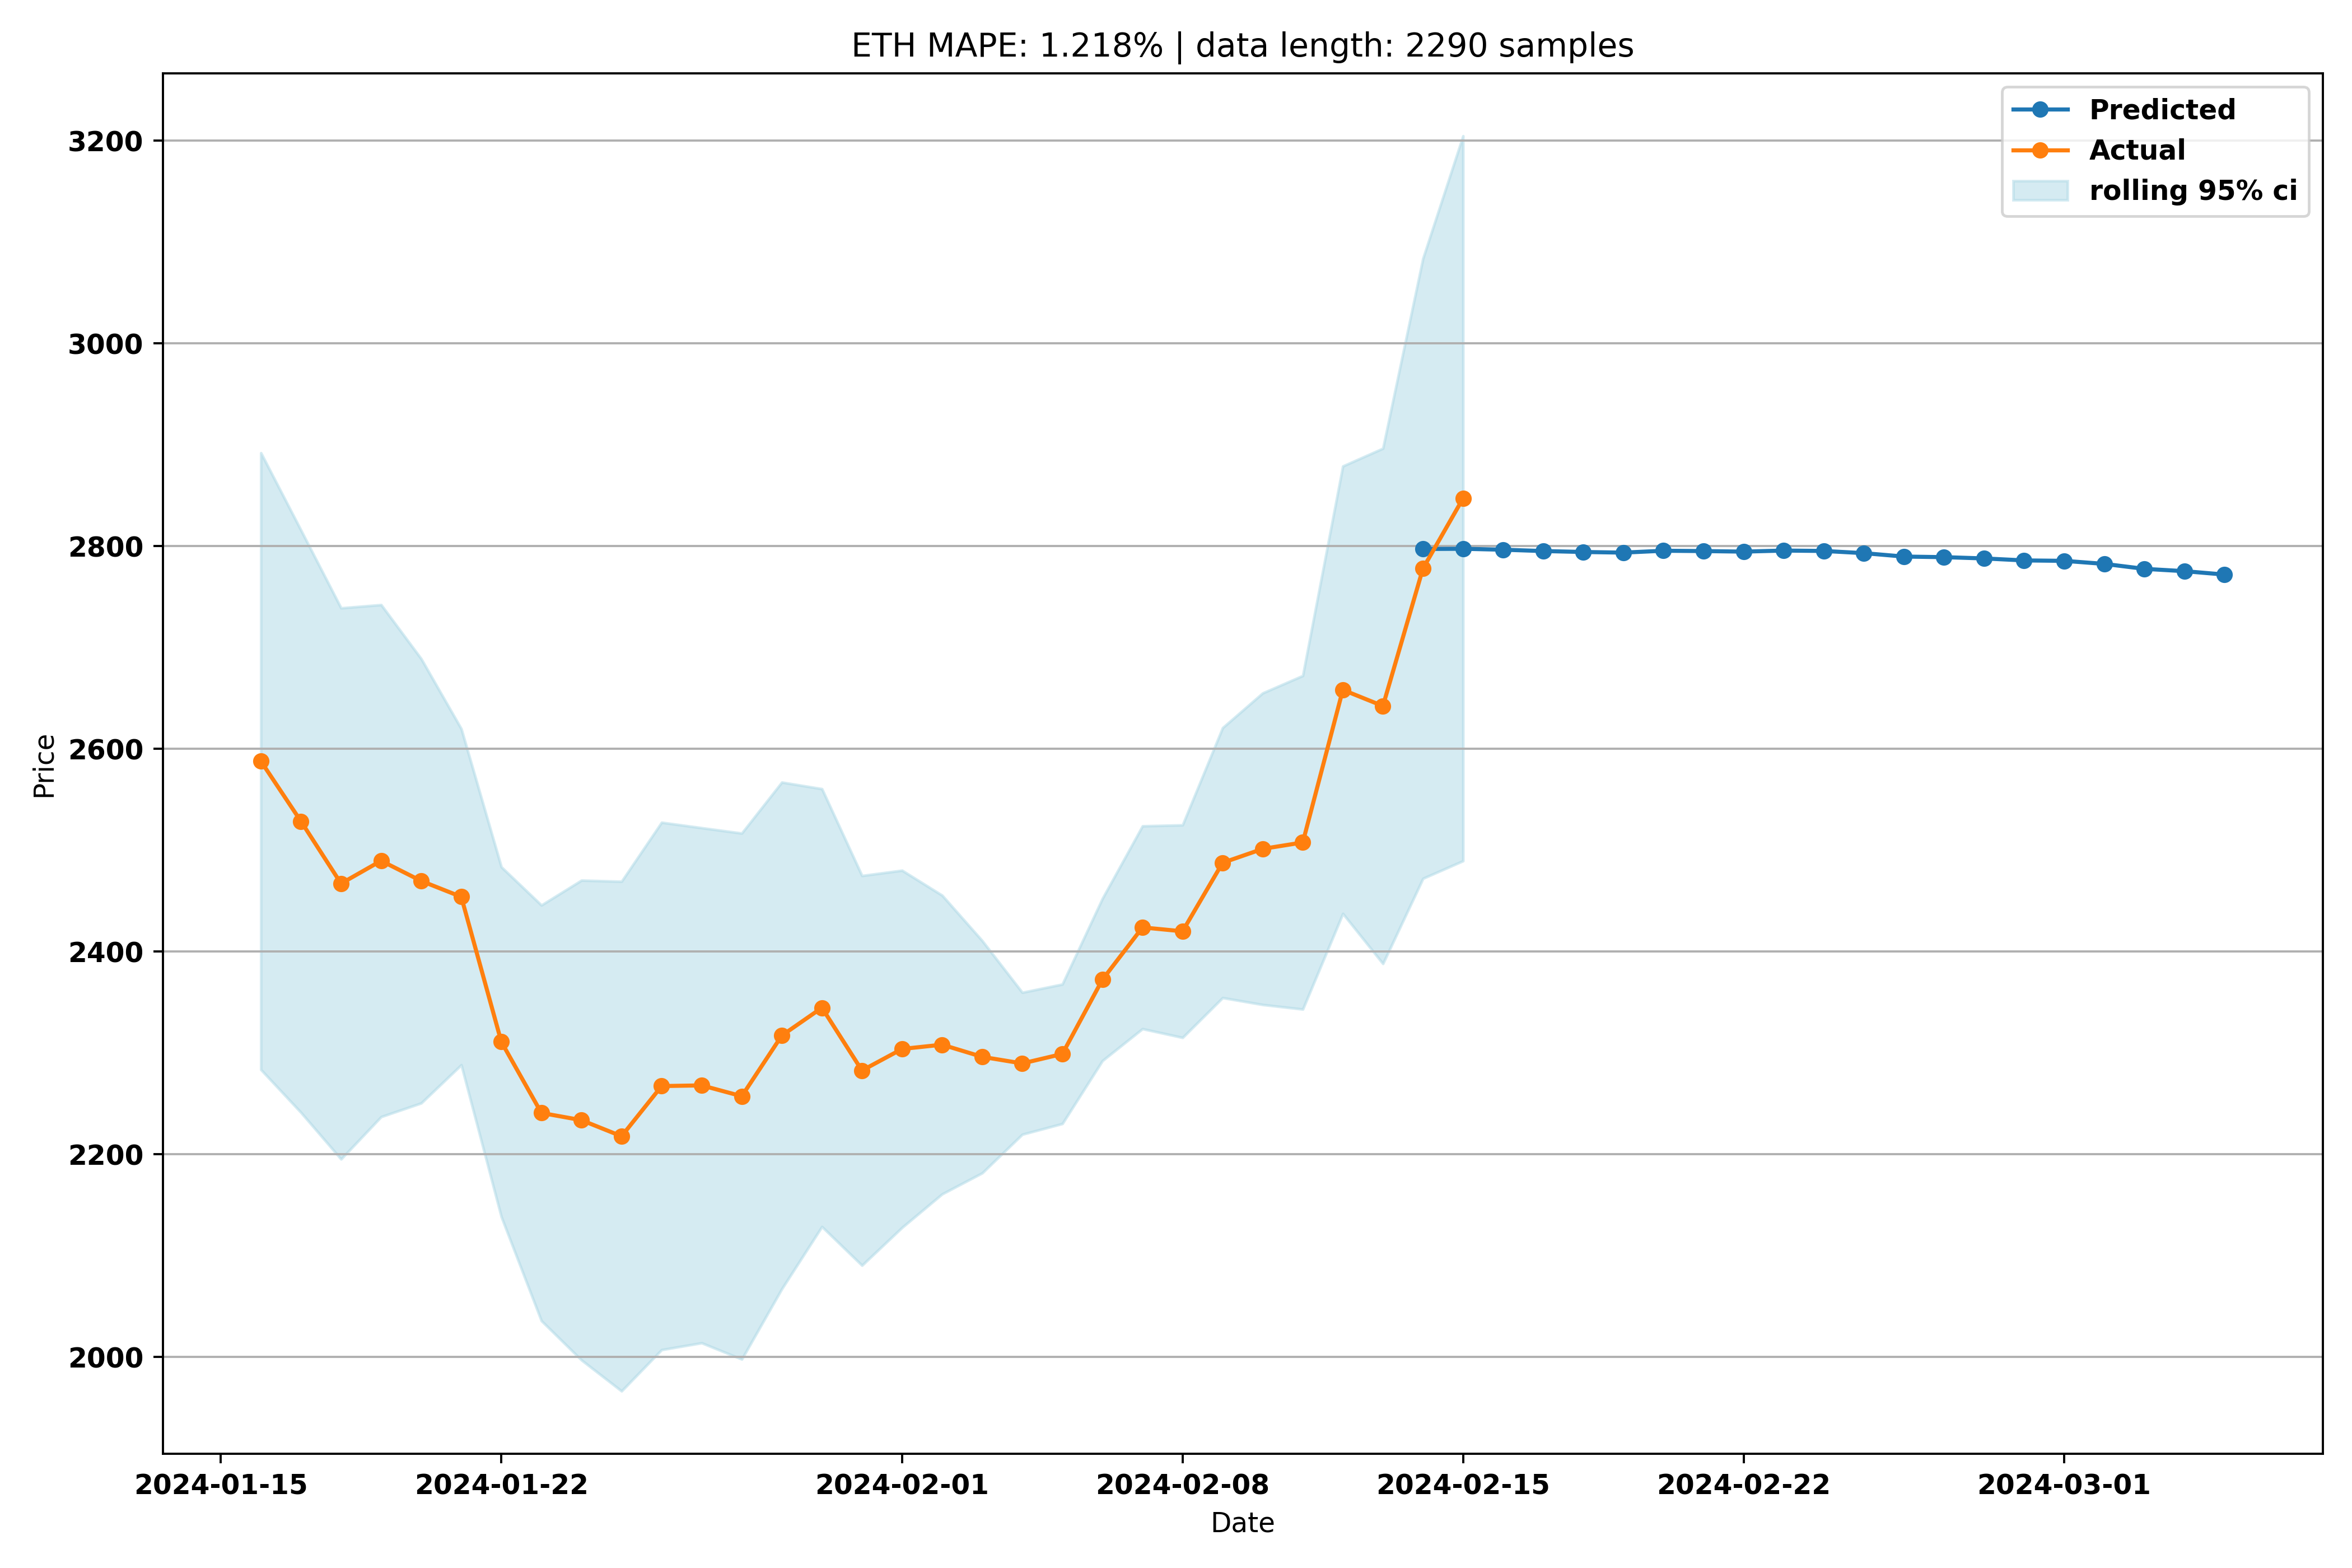 ETH MAPE: 1.218% | data length: 2290 samples
Predicted
Actual
rolling 95% ci
3200
3000
2800
2600
2400
2200
2000
Price
2024-01-15 2024-01-22 2024-02-01 2024-02-08 2024-02-15 2024-02-22 2024-03-01
Date